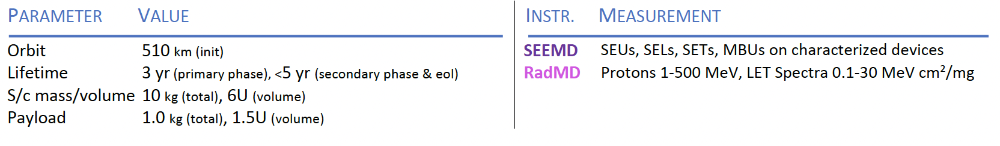 PARAMETER VALUE
Orbit 510 km (init)
Lifetime 3 yr (primary phase), <5 yr (secondary phase & eol)
S/c mass/volume 10 kg (total), 6U (volume)
Payload 1.0 kg (total), 1.5U (volume)
INSTR. MEASUREMENT
SEEMD SEUs, SELs, SETs, MBUs on characterized devices
RadMD Protons 1-500 MeV, LET Spectra 0.1-30 MeV cm²/mg